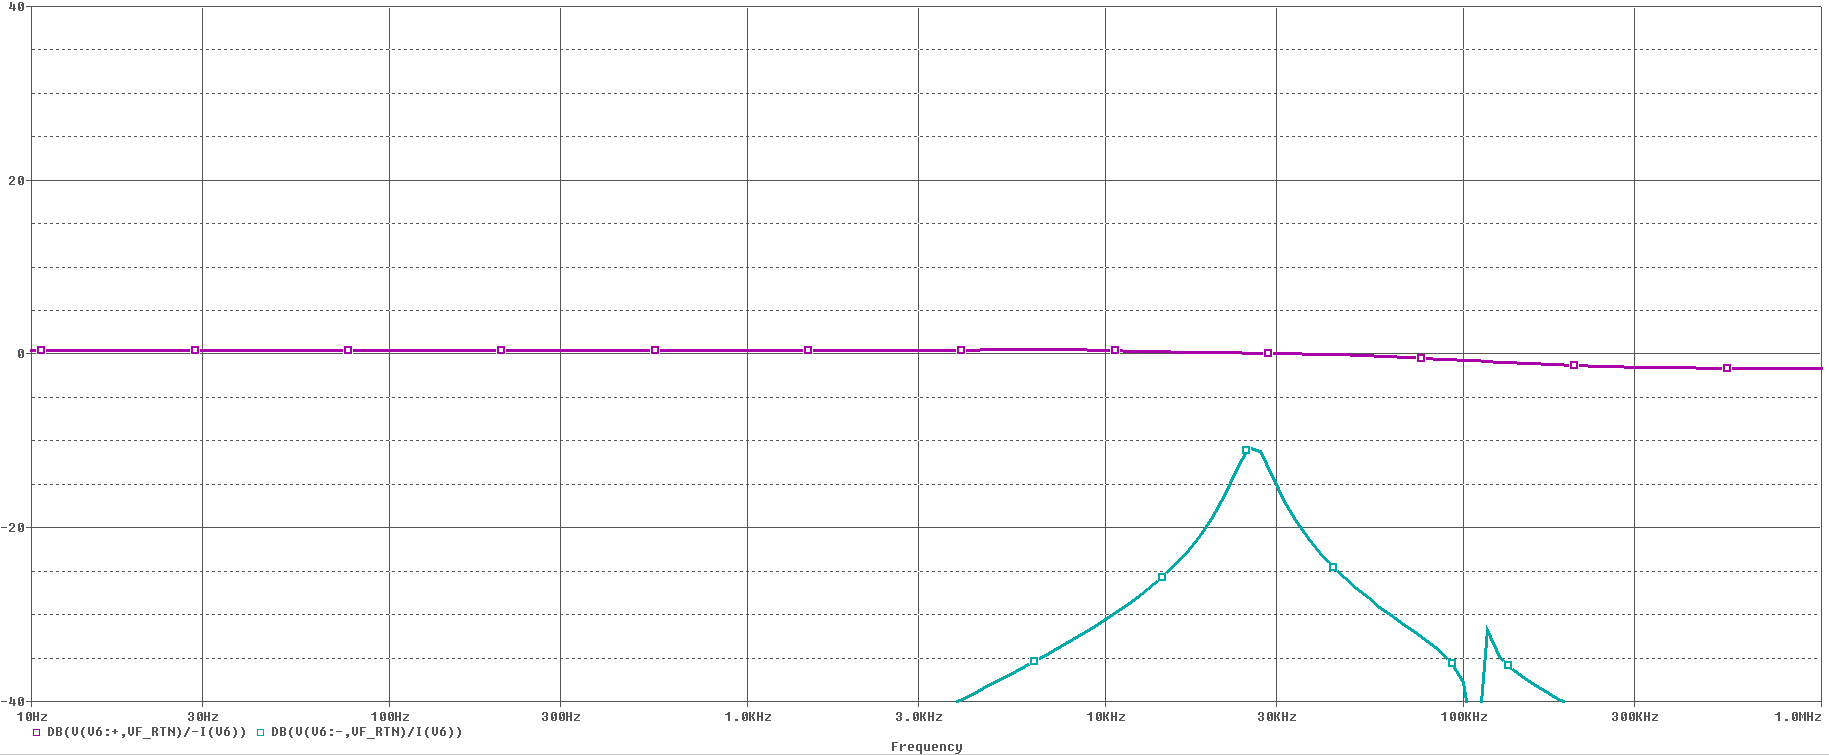 40
20
0
-20
-40
10Hz 30Hz 100Hz 300Hz 1.0KHz 3.0KHz 10KHz 30KHz 100KHz 300KHz 1.0MHz
DB(V(V6:+,VF_RTN)/-I(V6)) DB(V(V6:-,VF_RTN)/I(V6))
Frequency